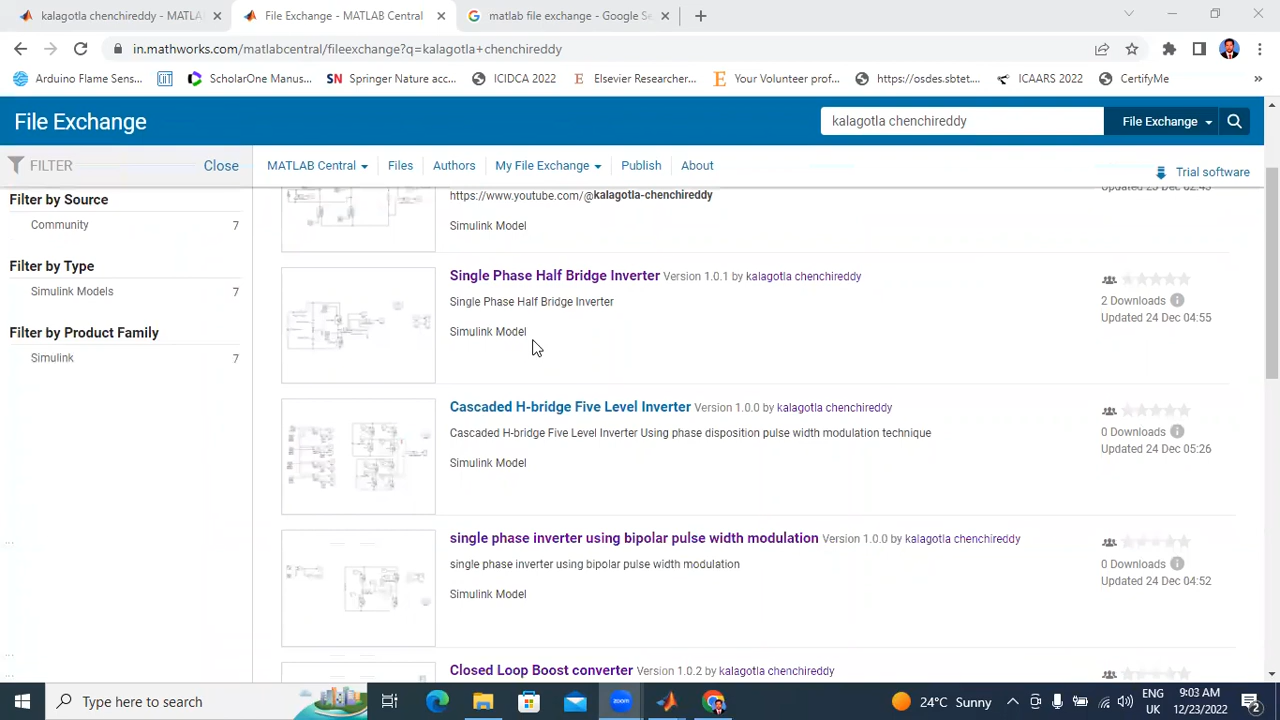 kalagotla chenchireddy - MATLA
File Exchange - MATLAB Central
matlab file exchange - Google Se
in.mathworks.com/matlabcentral/fileexchange?q=kalagotla+chenchireddy
Arduino Flame Sens...
ScholarOne Manus...
SN Springer Nature acc...
ICIDCA 2022
E Elsevier Researcher...
Your Volunteer prof...
https://osdes.sbtet....
ICAARS 2022
CertifyMe
»
File Exchange
kalagotla chenchireddy
File Exchange
FILTER
Close
MATLAB Central
Files
Authors
My File Exchange
Publish
About
Trial software
Filter by Source
Community 7
Filter by Type
Simulink Models 7
Filter by Product Family
Simulink 7
https://www.youtube.com/@kalagotla-chenchireddy
Simulink Model
Updated 23 Dec 02:43
Single Phase Half Bridge Inverter Version 1.0.1 by kalagotla chenchireddy
Single Phase Half Bridge Inverter
Simulink Model
2 Downloads
Updated 24 Dec 04:55
Cascaded H-bridge Five Level Inverter Version 1.0.0 by kalagotla chenchireddy
Cascaded H-bridge Five Level Inverter Using phase disposition pulse width modulation technique
Simulink Model
0 Downloads
Updated 24 Dec 05:26
single phase inverter using bipolar pulse width modulation Version 1.0.0 by kalagotla chenchireddy
single phase inverter using bipolar pulse width modulation
Simulink Model
0 Downloads
Updated 24 Dec 04:52
Closed Loop Boost converter Version 1.0.2 by kalagotla chenchireddy
...
...
...
Type here to search
zoom
24°C Sunny
ENG
UK
9:03 AM
12/23/2022
2